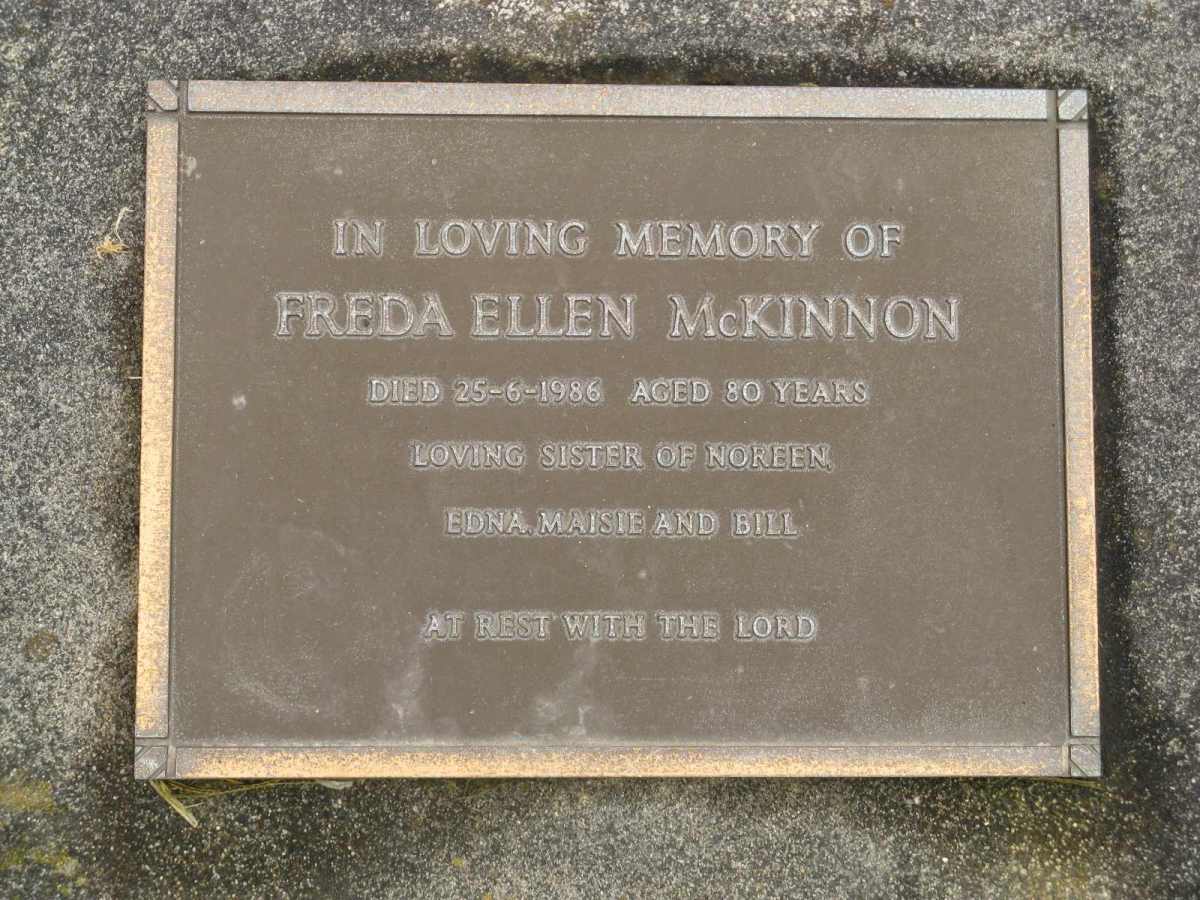 IN LOVING MEMORY OF
FREDA ELLEN McKINNON
DIED 25-6-1986 AGED 80 YEARS
LOVING SISTER OF NOREEN,
EDNA, MAISIE AND BILL
AT REST WITH THE LORD